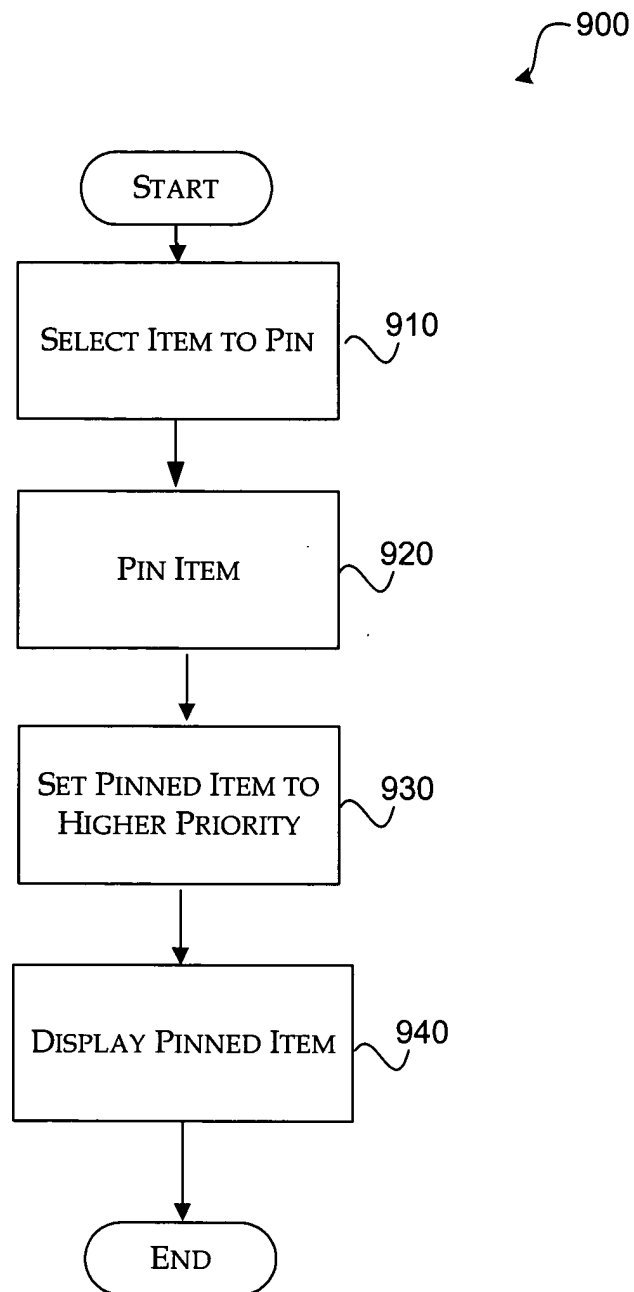 900
START
SELECT ITEM TO PIN
910
PIN ITEM
920
SET PINNED ITEM TO
HIGHER PRIORITY
930
DISPLAY PINNED ITEM
940
END